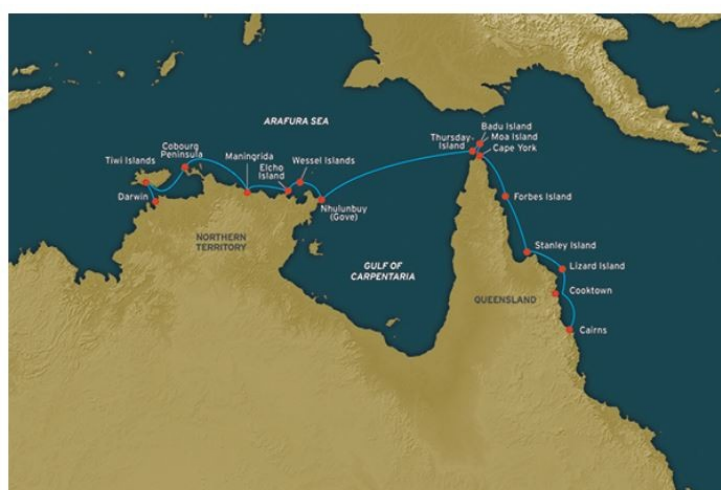 ARAFURA SEA
Tiwi Islands
Cobourg
Peninsula
Darwin
Maningrida
Elcho
Island
Wessel Islands
Nhulunbuy
(Gove)
NORTHERN
TERRITORY
GULF OF
CARPENTARIA
Thursday
Island
Badu Island
Moa Island
Cape York
Forbes Island
Stanley Island
Lizard Island
QUEENSLAND
Cooktown
Cairns